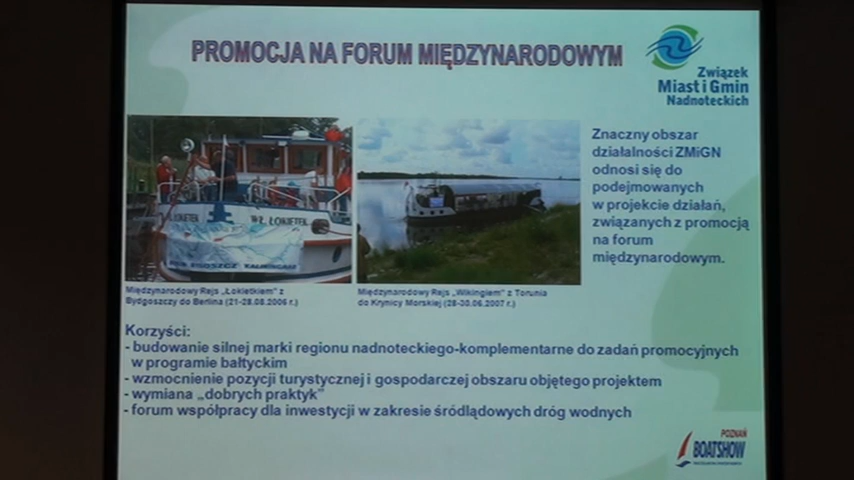 PROMOCJA NA FORUM MIĘDZYNARODOWYM
Związek
Miast i Gmin
Nadnoteckich
Znaczny obszar
działalności ZMiGN
odnosi się do
podejmowanych
w projekcie działań,
związanych z promocją
na forum
międzynarodowym.
ŁOKIETEK
WŁ. ŁOKIETEK
Międzynarodowy Rejs „Łokietkiem" z
Bydgoszczy do Berlina (21-28.08.2006 r.)
Międzynarodowy Rejs „Wikingiem" z Torunia
do Krynicy Morskiej (28-30.06.2007 r.)
Korzyści:
- budowanie silnej marki regionu nadnoteckiego-komplementarne do zadań promocyjnych
w programie bałtyckim
- wzmocnienie pozycji turystycznej i gospodarczej obszaru objętego projektem
- wymiana „dobrych praktyk"
- forum współpracy dla inwestycji w zakresie śródlądowych dróg wodnych
POZNAŃ
BOATSHOW